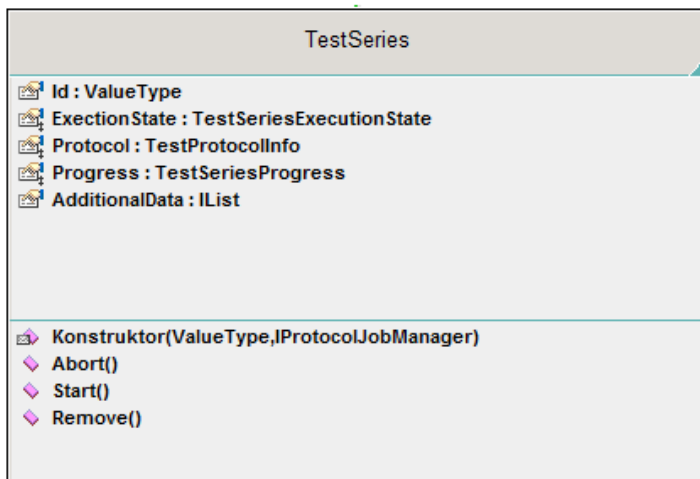 TestSeries
Id : ValueType
ExectionState : TestSeriesExecutionState
Protocol : TestProtocolInfo
Progress : TestSeriesProgress
AdditionalData : IList
Konstruktor(ValueType,IProtocolJobManager)
Abort()
Start()
Remove()